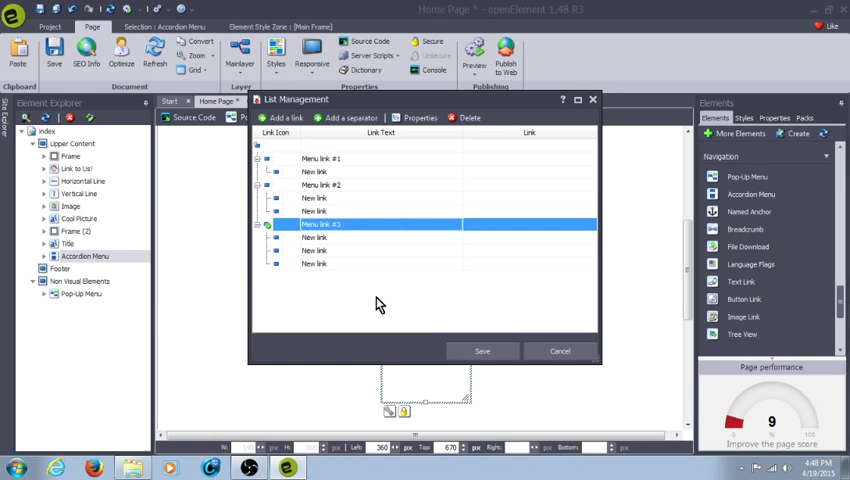 Home Page * - openElement 1.48 R3
Project Page Selection : Accordion Menu Element Style Zone : [Main Frame] Like
Paste Save SEO Info Optimize Refresh Convert Zoom Grid Mainlayer Styles Responsive Source Code Server Scripts Dictionary Secure Unsecure Console Preview Publish to Web
Clipboard Document Layer Resources Publishing
Site Explorer
Element Explorer
index
Upper Content
Frame
Link to Us!
Horizontal Line
Vertical Line
Image
Cool Picture
Frame (2)
Title
Accordion Menu
Footer
Non Visual Elements
Pop-Up Menu
Start Home Page *
Source Code
List Management
Add a link Add a separator Properties Delete
Link Icon Link Text Link
Menu link #1
New link
Menu link #2
New link
New link
Menu link #3
New link
New link
New link
Save Cancel
W: px H: px Left: 360 px Top: 670 px Right: px Bottom:
Elements
Elements Styles Properties Packs
More Elements Create
Navigation
Pop-Up Menu
Accordion Menu
Named Anchor
Breadcrumb
File Download
Language Flags
Text Link
Button Link
Image Link
Tree View
Page performance
9
0 % 100
Improve the page score
4:48 PM
4/19/2015